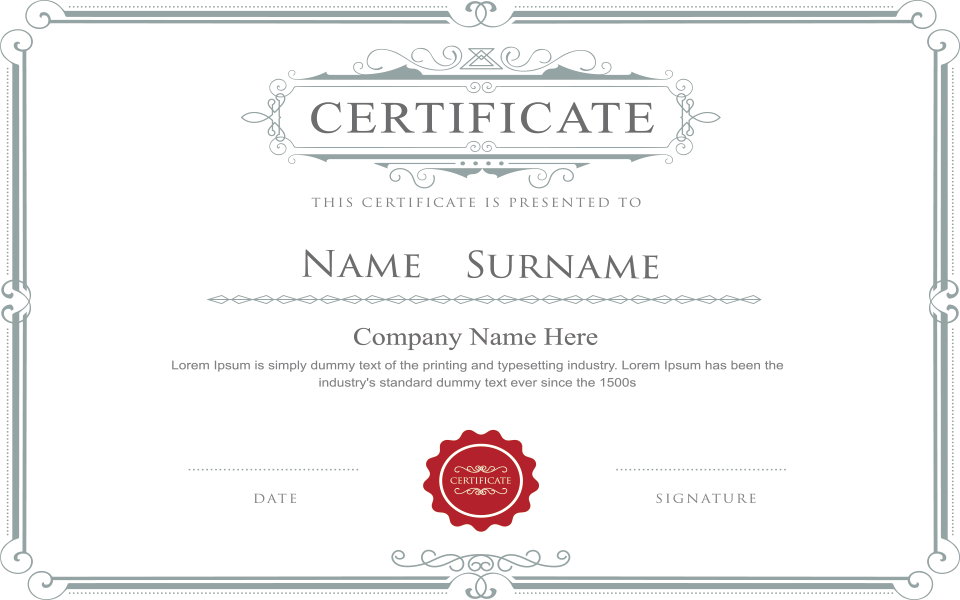 CERTIFICATE
THIS CERTIFICATE IS PRESENTED TO
NAME SURNAME
Company Name Here
Lorem Ipsum is simply dummy text of the printing and typesetting industry. Lorem Ipsum has been the
industry's standard dummy text ever since the 1500s
CERTIFICATE
DATE
SIGNATURE